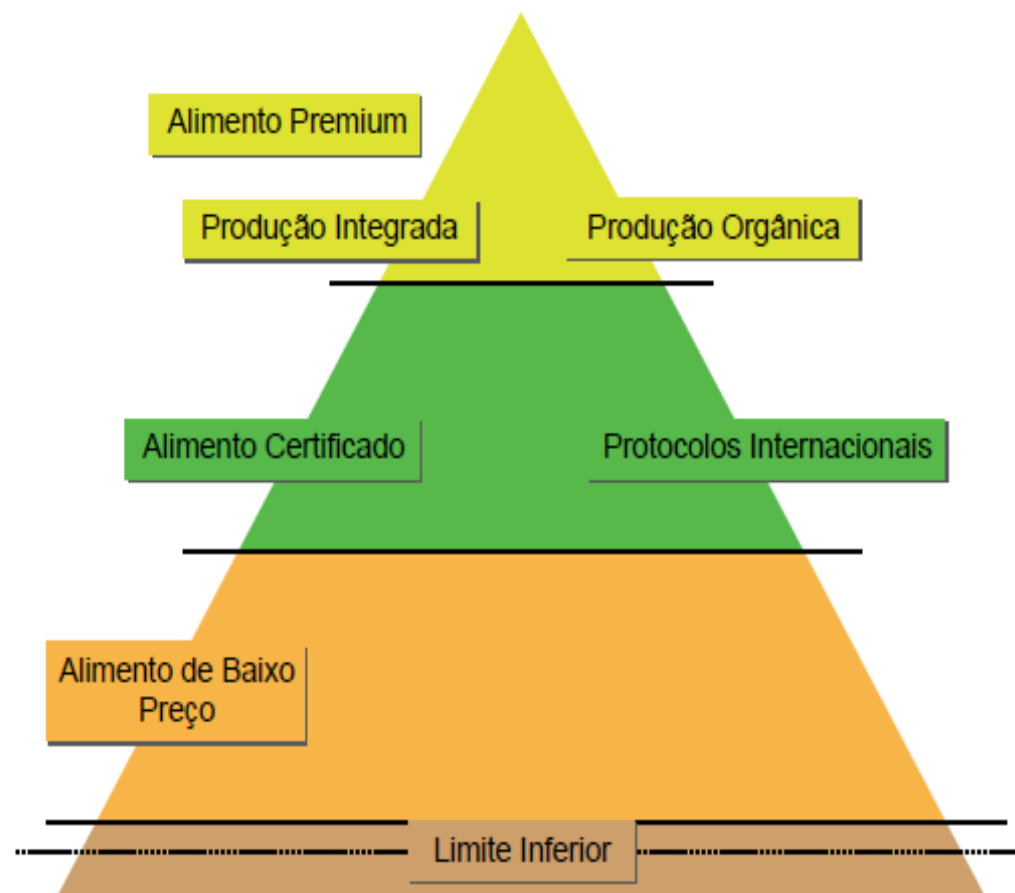 Alimento Premium
Produção Integrada
Produção Orgânica
Alimento Certificado
Protocolos Internacionais
Alimento de Baixo
Preço
Limite Inferior